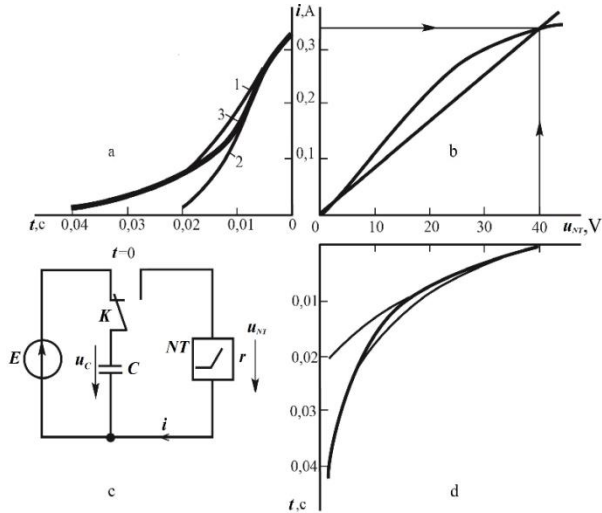 i,A
0,3
1
3
0,2
2
a
0,1
b
t,c 0,04 0,03 0,02 0,01 0
0 10 20 30 40 u_NT, V
t=0
K
u_NT
0,01
E
u_C
C
NT
r
0,02
0,03
i
0,04
c
t,c
d